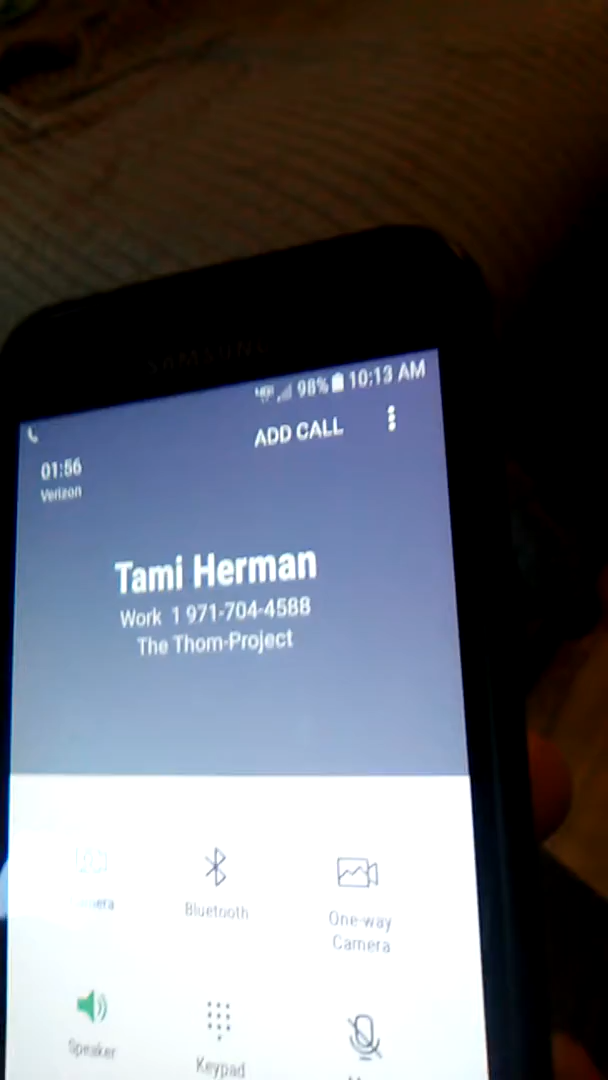 SAMSUNG
98% 10:13 AM
ADD CALL
01:56
Verizon
Tami Herman
Work 1 971-704-4588
The Thom-Project
Bluetooth
One-way
Camera
Speaker
Keypad